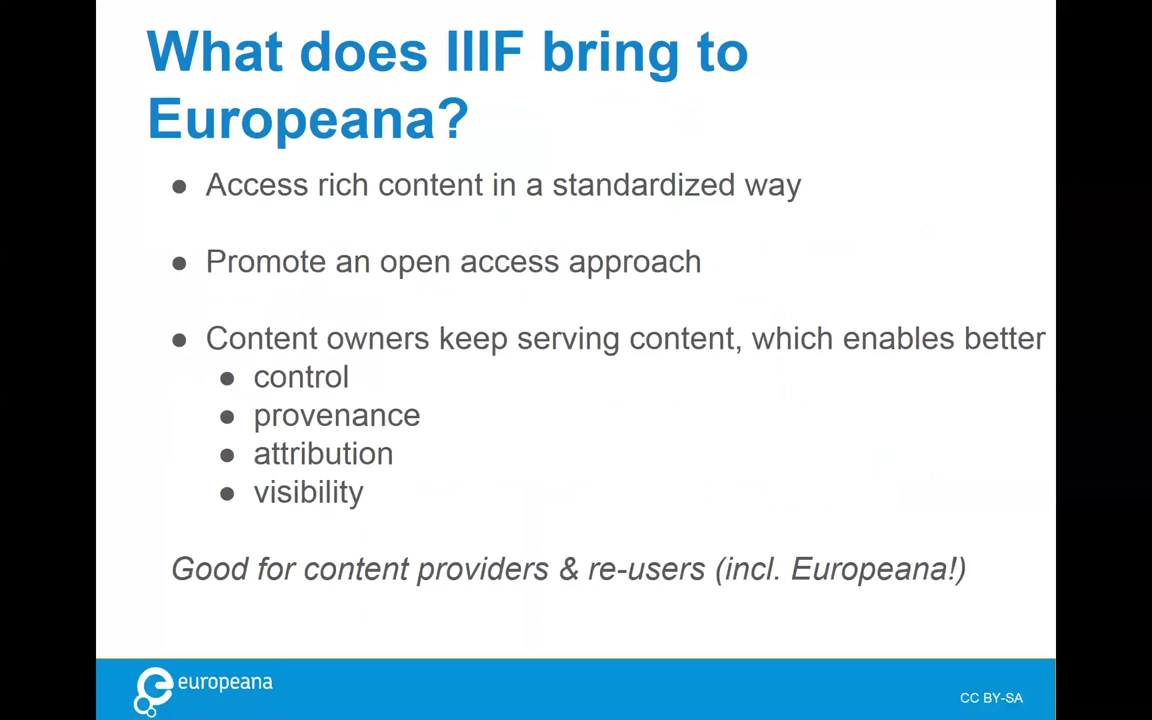 What does IIIF bring to
Europeana?
● Access rich content in a standardized way
● Promote an open access approach
● Content owners keep serving content, which enables better
● control
● provenance
● attribution
● visibility
Good for content providers & re-users (incl. Europeana!)
europeana
CC BY-SA